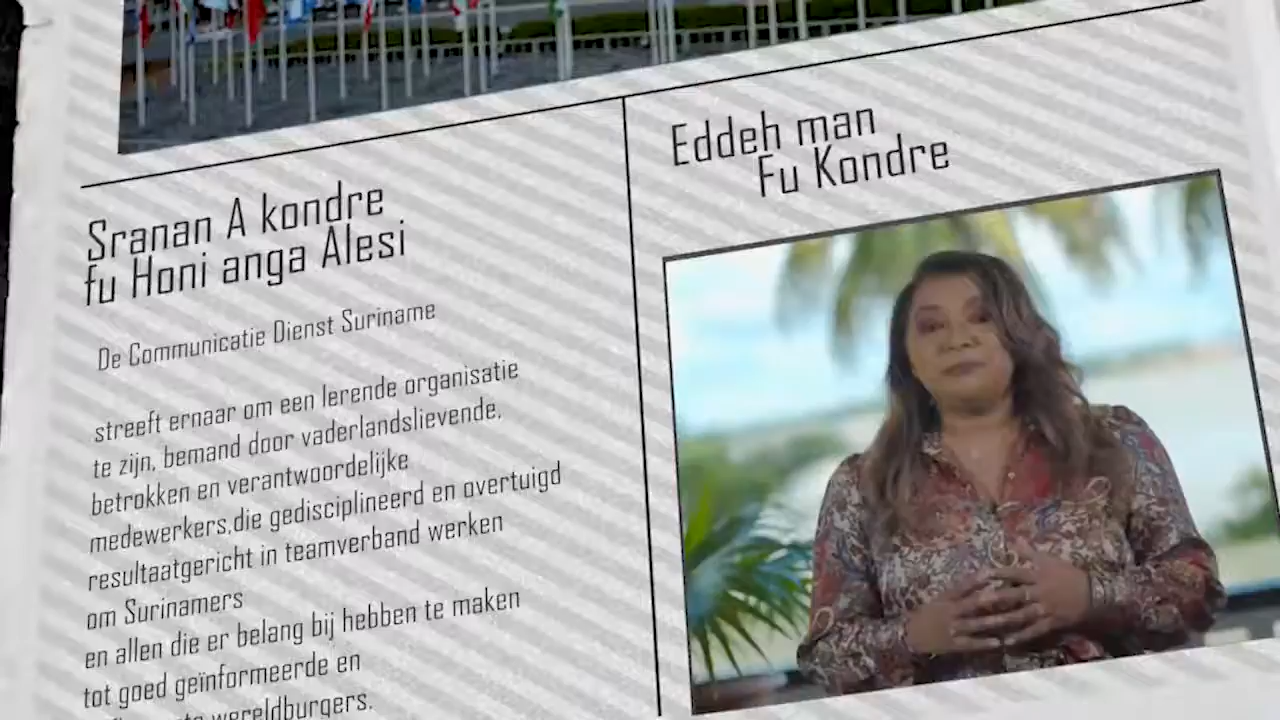 Sranan A kondre
fu Honi anga Alesi
De Communicatie Dienst Suriname
streeft ernaar om een lerende organisatie
te zijn, bemand door vaderlandslievende,
betrokken en verantwoordelijke
medewerkers,die gedisciplineerd en overtuigd
resultaatgericht in teamverband werken
om Surinamers
en allen die er belang bij hebben te maken
tot goed geïnformeerde en
wereldburgers.
Eddeh man
Fu Kondre